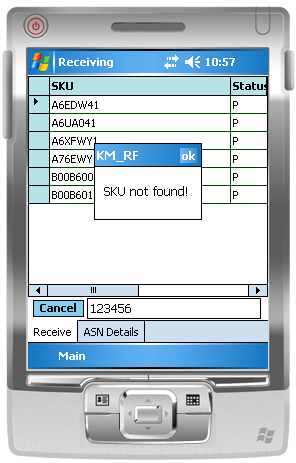 Receiving 10:57
SKU Status
A6EDW41 P
A6UA041 P
A6XFWY1 P
A76EWY P
B00B600 P
B00B601 P
KM_RF ok
SKU not found!
Cancel 123456
Receive ASN Details
Main